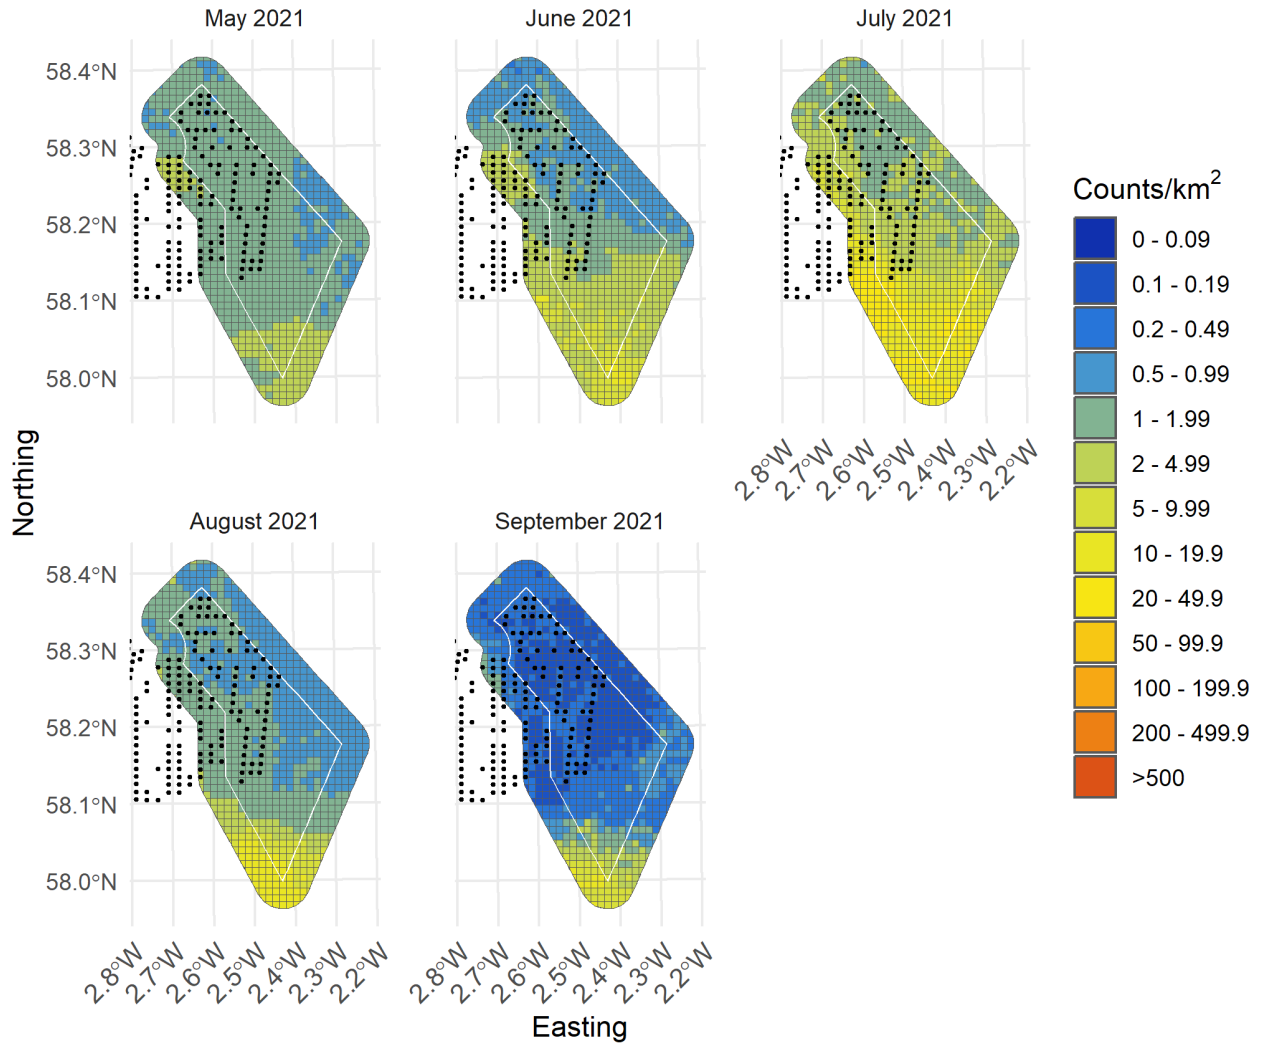 May 2021
June 2021
July 2021
58.4°N
58.3°N
58.2°N
58.1°N
58.0°N
2.8°W
2.7°W
2.6°W
2.5°W
2.4°W
2.3°W
2.2°W
Northing
August 2021
September 2021
58.4°N
58.3°N
58.2°N
58.1°N
58.0°N
2.8°W
2.7°W
2.6°W
2.5°W
2.4°W
2.3°W
2.2°W
2.8°W
2.7°W
2.6°W
2.5°W
2.4°W
2.3°W
2.2°W
Easting
Counts/km²
0 - 0.09
0.1 - 0.19
0.2 - 0.49
0.5 - 0.99
1 - 1.99
2 - 4.99
5 - 9.99
10 - 19.9
20 - 49.9
50 - 99.9
100 - 199.9
200 - 499.9
>500